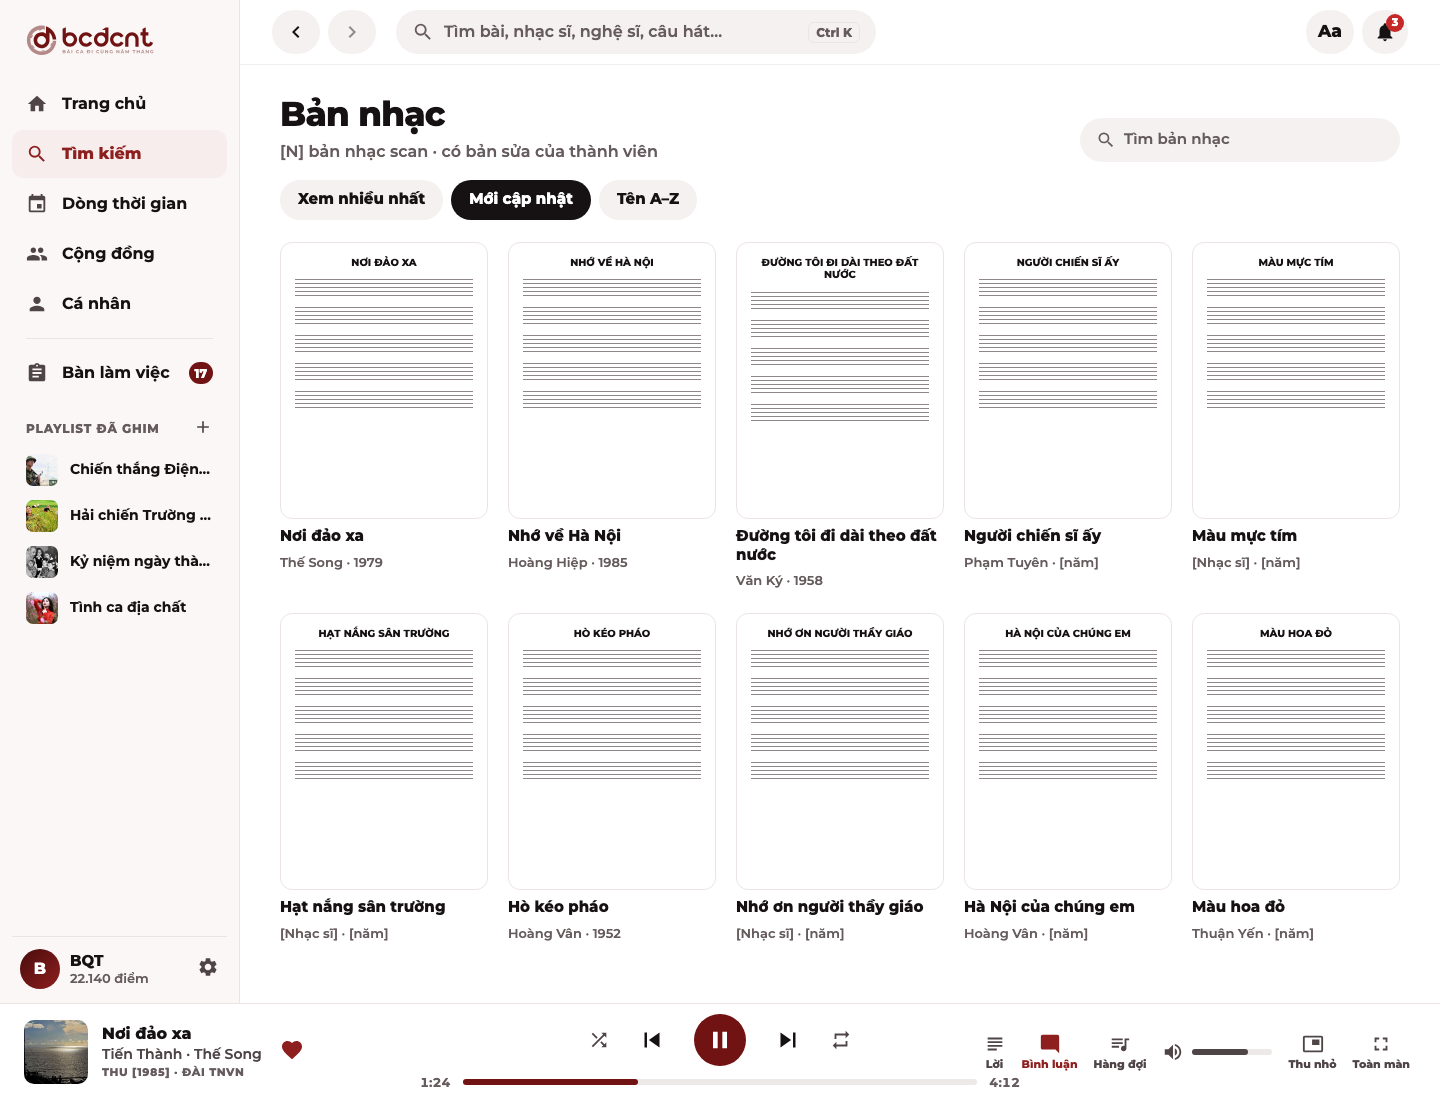 bcdcnt
BÀI CA ĐI CÙNG NĂM THÁNG
Trang chủ
Tìm kiếm
Dòng thời gian
Cộng đồng
Cá nhân
Bàn làm việc 17
PLAYLIST ĐÃ GHIM
Chiến thắng Điện...
Hải chiến Trường ...
Kỷ niệm ngày thà...
Tình ca địa chất
B
BQT
22.140 điểm
Tìm bài, nhạc sĩ, nghệ sĩ, câu hát... Ctrl K
Aa
3
Bản nhạc
[N] bản nhạc scan · có bản sửa của thành viên
Tìm bản nhạc
Xem nhiều nhất Mới cập nhật Tên A–Z
NƠI ĐẢO XA
Nơi đảo xa
Thế Song · 1979
NHỚ VỀ HÀ NỘI
Nhớ về Hà Nội
Hoàng Hiệp · 1985
ĐƯỜNG TÔI ĐI DÀI THEO ĐẤT
NƯỚC
Đường tôi đi dài theo đất
nước
Văn Ký · 1958
NGƯỜI CHIẾN SĨ ẤY
Người chiến sĩ ấy
Phạm Tuyên · [năm]
MÀU MỰC TÍM
Màu mực tím
[Nhạc sĩ] · [năm]
HẠT NẮNG SÂN TRƯỜNG
Hạt nắng sân trường
[Nhạc sĩ] · [năm]
HÒ KÉO PHÁO
Hò kéo pháo
Hoàng Vân · 1952
NHỚ ƠN NGƯỜI THẦY GIÁO
Nhớ ơn người thầy giáo
[Nhạc sĩ] · [năm]
HÀ NỘI CỦA CHÚNG EM
Hà Nội của chúng em
Hoàng Vân · [năm]
MÀU HOA ĐỎ
Màu hoa đỏ
Thuận Yến · [năm]
Nơi đảo xa
Tiến Thành · Thế Song
THU [1985] · ĐÀI TNVN
1:24
4:12
Lời
Bình luận
Hàng đợi
Thu nhỏ
Toàn màn